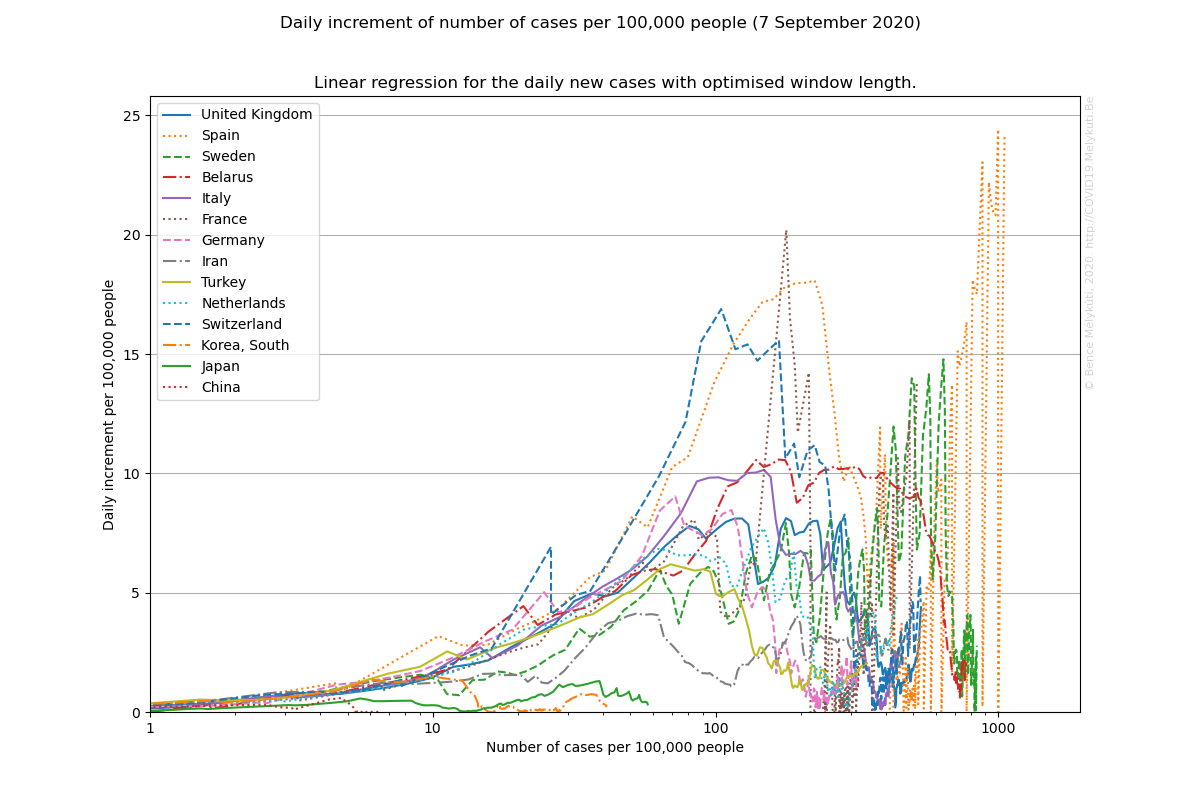 Daily increment of number of cases per 100,000 people (7 September 2020)
Linear regression for the daily new cases with optimised window length.
25
20
15
10
5
0
Daily increment per 100,000 people
United Kingdom
Spain
Sweden
Belarus
Italy
France
Germany
Iran
Turkey
Netherlands
Switzerland
Korea, South
Japan
China
1
10
100
1000
Number of cases per 100,000 people
© Bence Mélykúti, 2020 http://COVID19.Melykuti.Be